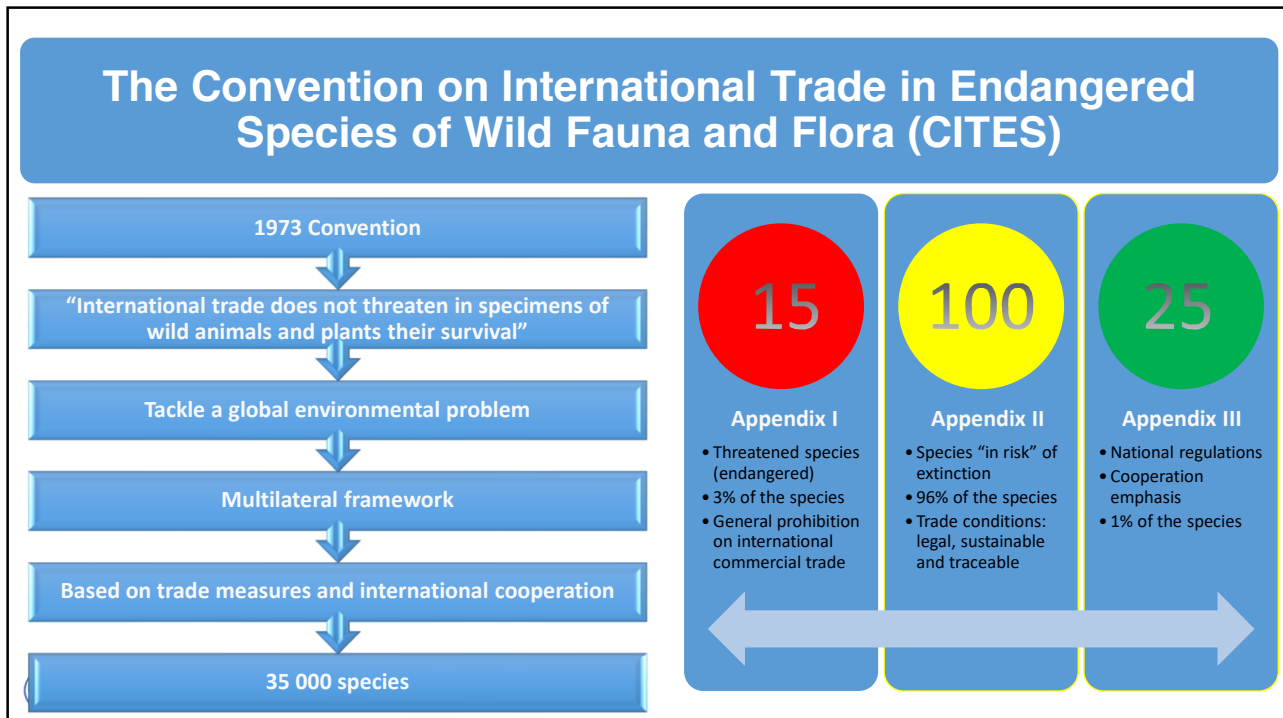 The Convention on International Trade in Endangered
Species of Wild Fauna and Flora (CITES)
1973 Convention
“International trade does not threaten in specimens of
wild animals and plants their survival”
Tackle a global environmental problem
Multilateral framework
Based on trade measures and international cooperation
35 000 species
15
Appendix I
• Threatened species
(endangered)
• 3% of the species
• General prohibition
on international
commercial trade
100
Appendix II
• Species “in risk” of
extinction
• 96% of the species
• Trade conditions:
legal, sustainable
and traceable
25
Appendix III
• National regulations
• Cooperation
emphasis
• 1% of the species